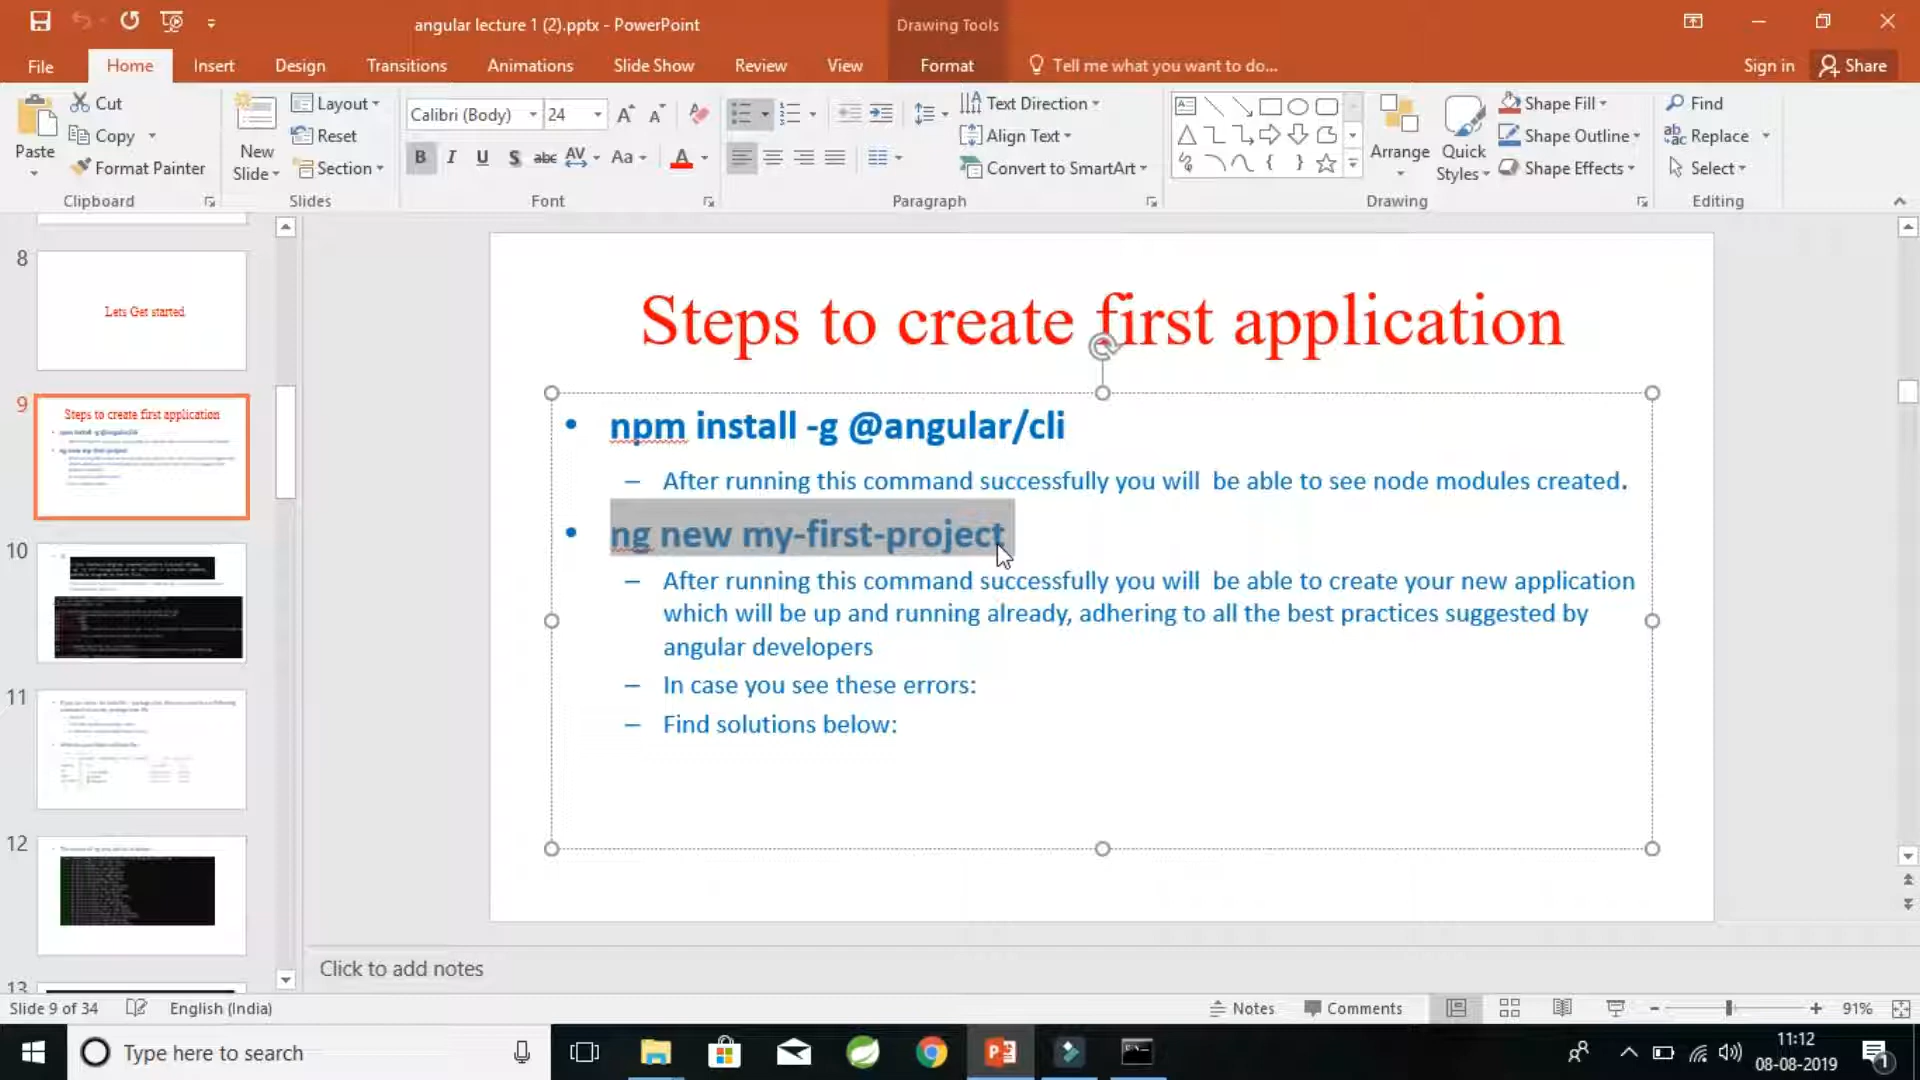 angular lecture 1 (2).pptx - PowerPoint
Drawing Tools
File
Home
Insert
Design
Transitions
Animations
Slide Show
Review
View
Format
Tell me what you want to do...
Sign in
Share
Paste
Cut
Copy
Format Painter
Clipboard
New
Slide
Layout
Reset
Section
Slides
Calibri (Body)
24
B I U S abc AV Aa A
Font
Text Direction
Align Text
Convert to SmartArt
Paragraph
Arrange
Quick
Styles
Shape Fill
Shape Outline
Shape Effects
Drawing
Find
Replace
Select
Editing
8
Lets Get started
9
Steps to create first application
npm install -g @angular/cli
ng new my-first-project
10
11
12
13
Steps to create first application
• npm install -g @angular/cli
– After running this command successfully you will be able to see node modules created.
• ng new my-first-project
– After running this command successfully you will be able to create your new application
which will be up and running already, adhering to all the best practices suggested by
angular developers
– In case you see these errors:
– Find solutions below:
Click to add notes
Slide 9 of 34
English (India)
Notes
Comments
91%
Type here to search
11:12
08-08-2019
1